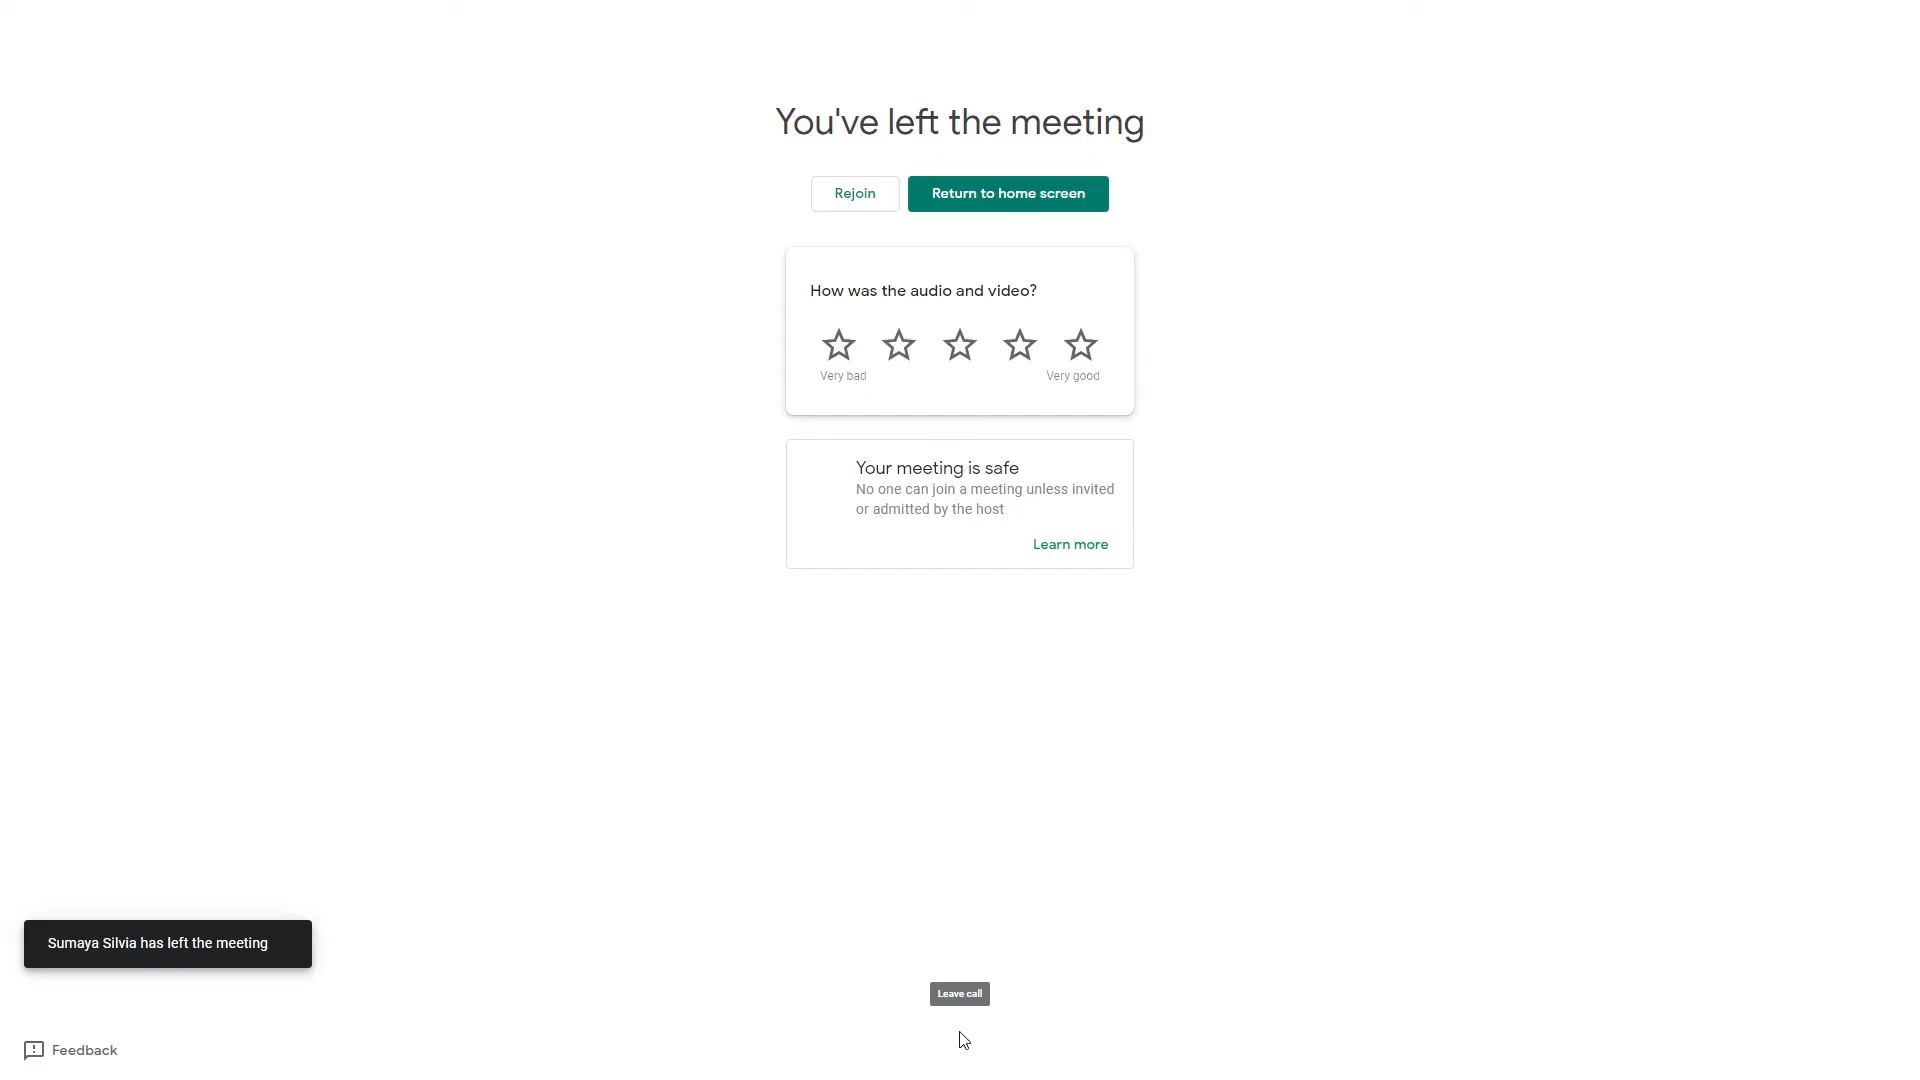 You've left the meeting
Rejoin
Return to home screen
How was the audio and video?
Very bad
Very good
Your meeting is safe
No one can join a meeting unless invited
or admitted by the host
Learn more
Sumaya Silvia has left the meeting
Leave call
Feedback